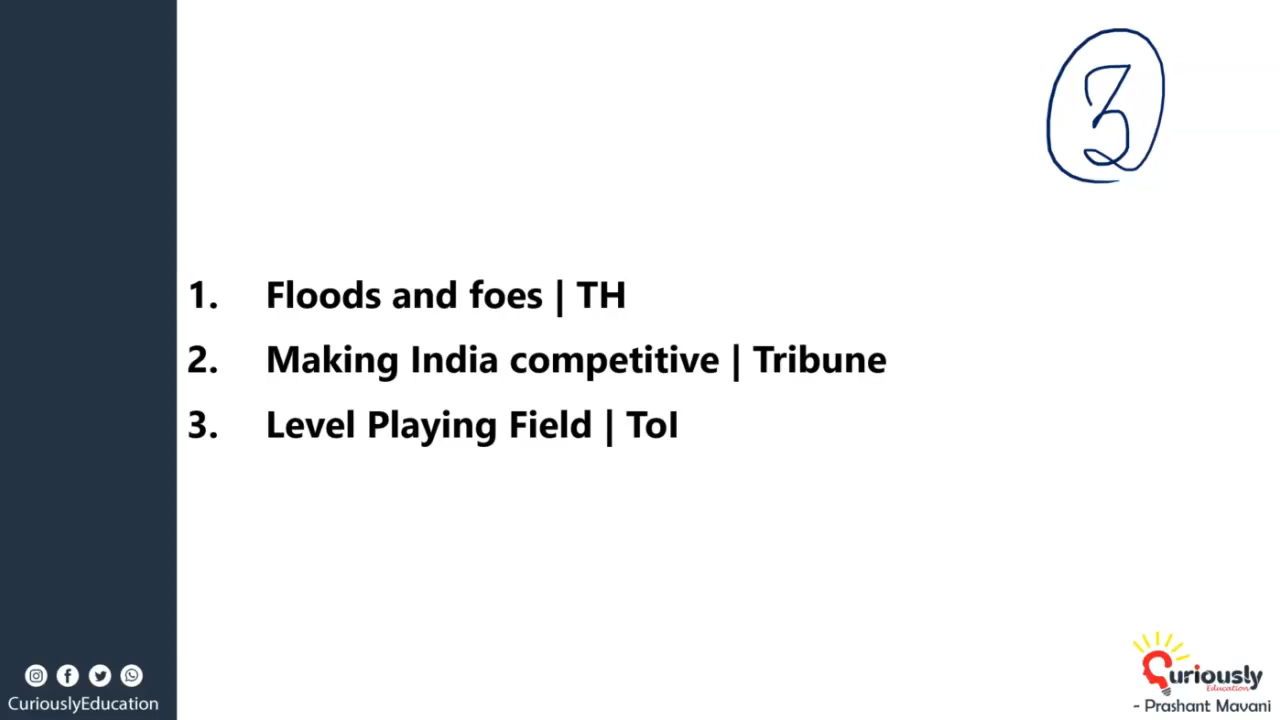 3
1. Floods and foes | TH
2. Making India competitive | Tribune
3. Level Playing Field | ToI
CuriouslyEducation
Curiously
Education
- Prashant Mavani